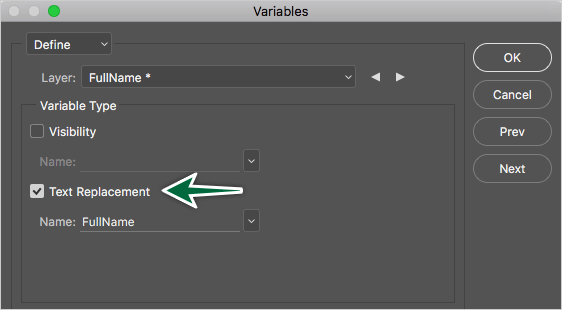 Variables
Define
OK
Layer: FullName *
Cancel
Variable Type
Visibility
Prev
Name:
Next
Text Replacement
Name: FullName